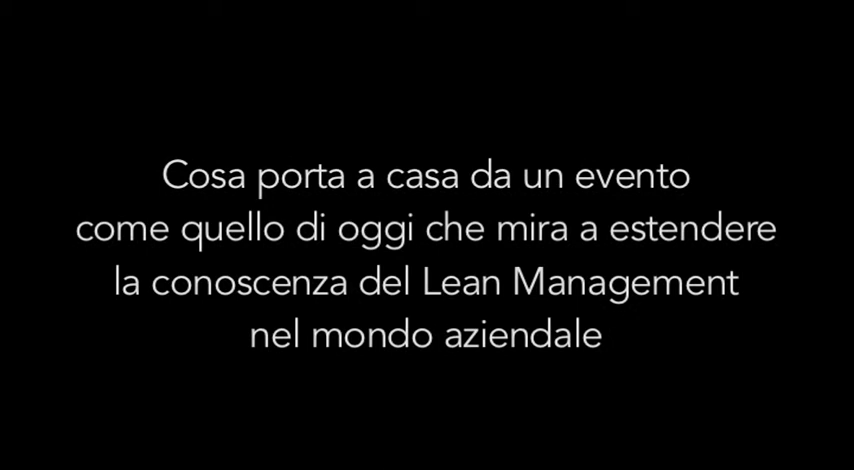 Cosa porta a casa da un evento
come quello di oggi che mira a estendere
la conoscenza del Lean Management
nel mondo aziendale